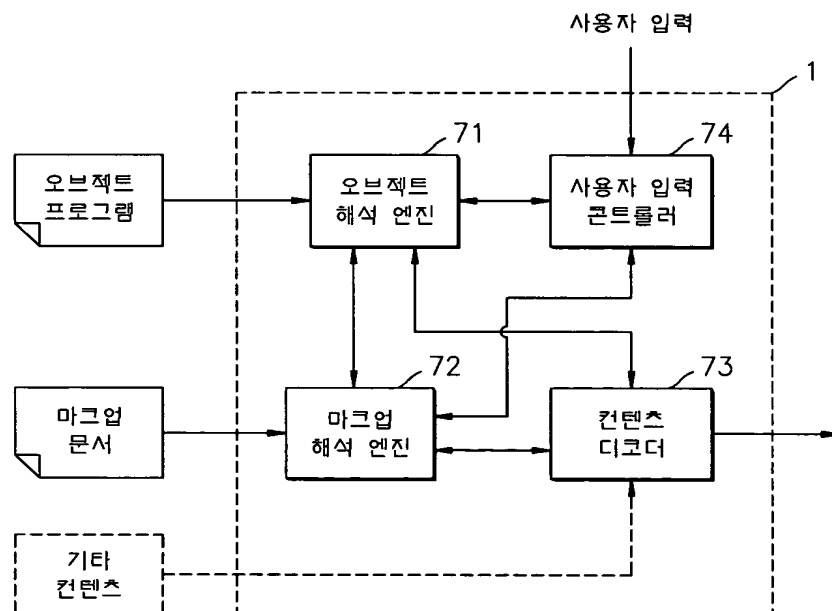 사용자 입력
1
71
74
오브젝트
프로그램
오브젝트
해석 엔진
사용자 입력
콘트롤러
72
73
마크업
문서
마크업
해석 엔진
컨텐츠
디코더
기타
컨텐츠